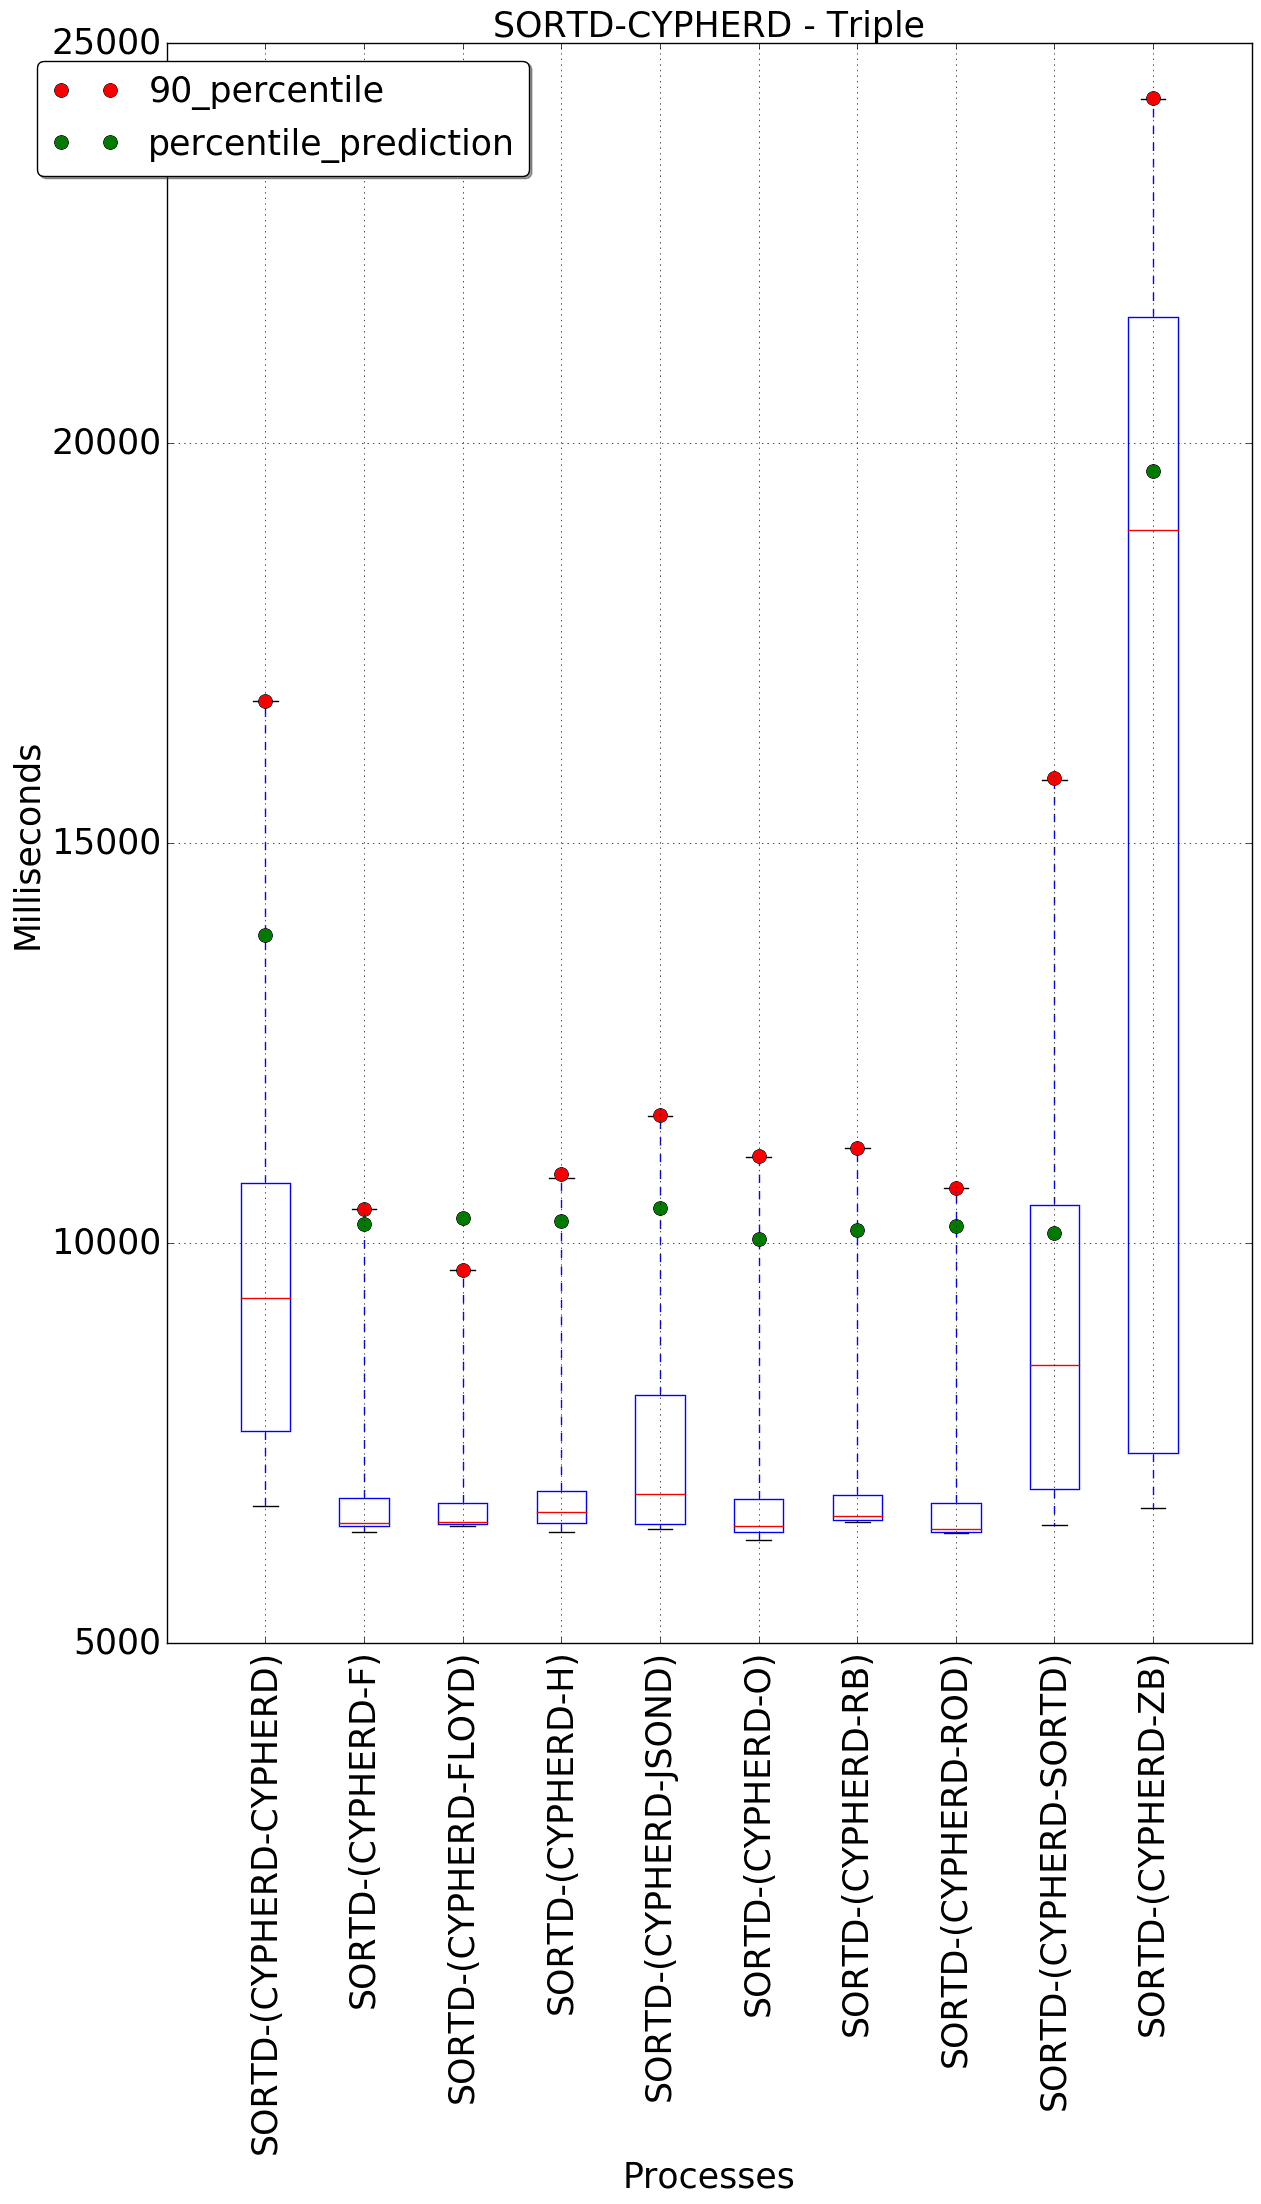 SORTD-CYPHERD - Triple
25000
90_percentile
percentile_prediction
20000
15000
10000
5000
Milliseconds
SORTD-(CYPHERD-CYPHERD)
SORTD-(CYPHERD-F)
SORTD-(CYPHERD-FLOYD)
SORTD-(CYPHERD-H)
SORTD-(CYPHERD-JSOND)
SORTD-(CYPHERD-O)
SORTD-(CYPHERD-RB)
SORTD-(CYPHERD-ROD)
SORTD-(CYPHERD-SORTD)
SORTD-(CYPHERD-ZB)
Processes